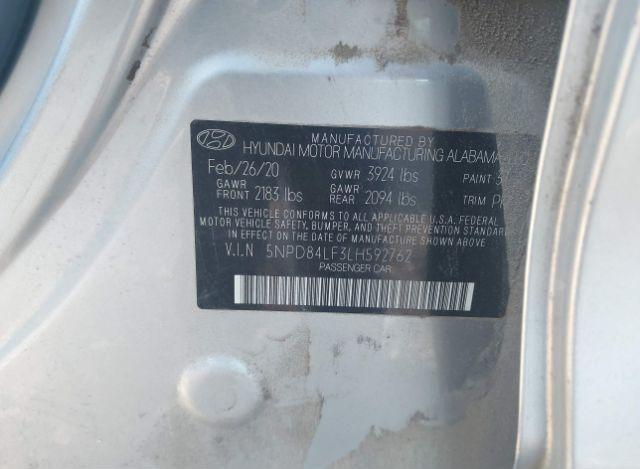 MANUFACTURED BY
HYUNDAI MOTOR MANUFACTURING ALABAMA
Feb/26/20 GVWR 3924 lbs PAINT
GAWR FRONT 2183 lbs GAWR REAR 2094 lbs TRIM
THIS VEHICLE CONFORMS TO ALL APPLICABLE U.S.A. FEDERAL
MOTOR VEHICLE SAFETY, BUMPER, AND THEFT PREVENTION STANDARD
IN EFFECT ON THE DATE OF MANUFACTURE SHOWN ABOVE.
V.I.N 5NPD84LF3LH592762
PASSENGER CAR